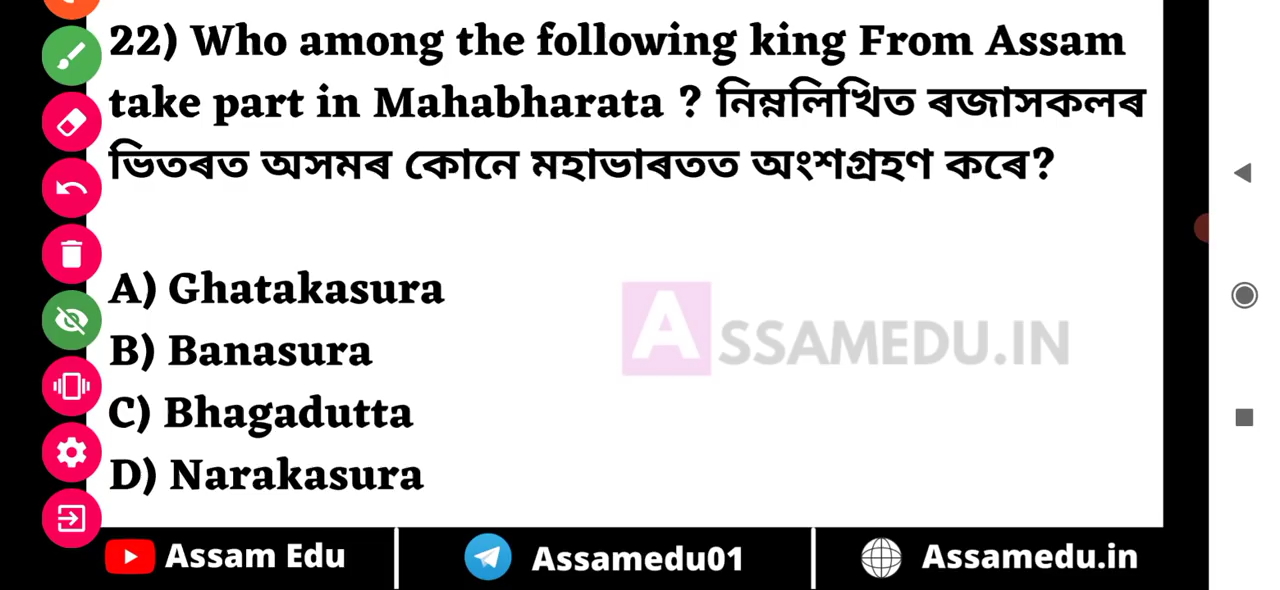 22) Who among the following king From Assam
take part in Mahabharata ? নিম্নলিখিত ৰজাসকলৰ
ভিতৰত অসমৰ কোনে মহাভাৰতত অংশগ্ৰহণ কৰে?
A) Ghatakasura
B) Banasura
C) Bhagadutta
D) Narakasura
ASSAMEDU.IN
Assam Edu
Assamedu01
Assamedu.in